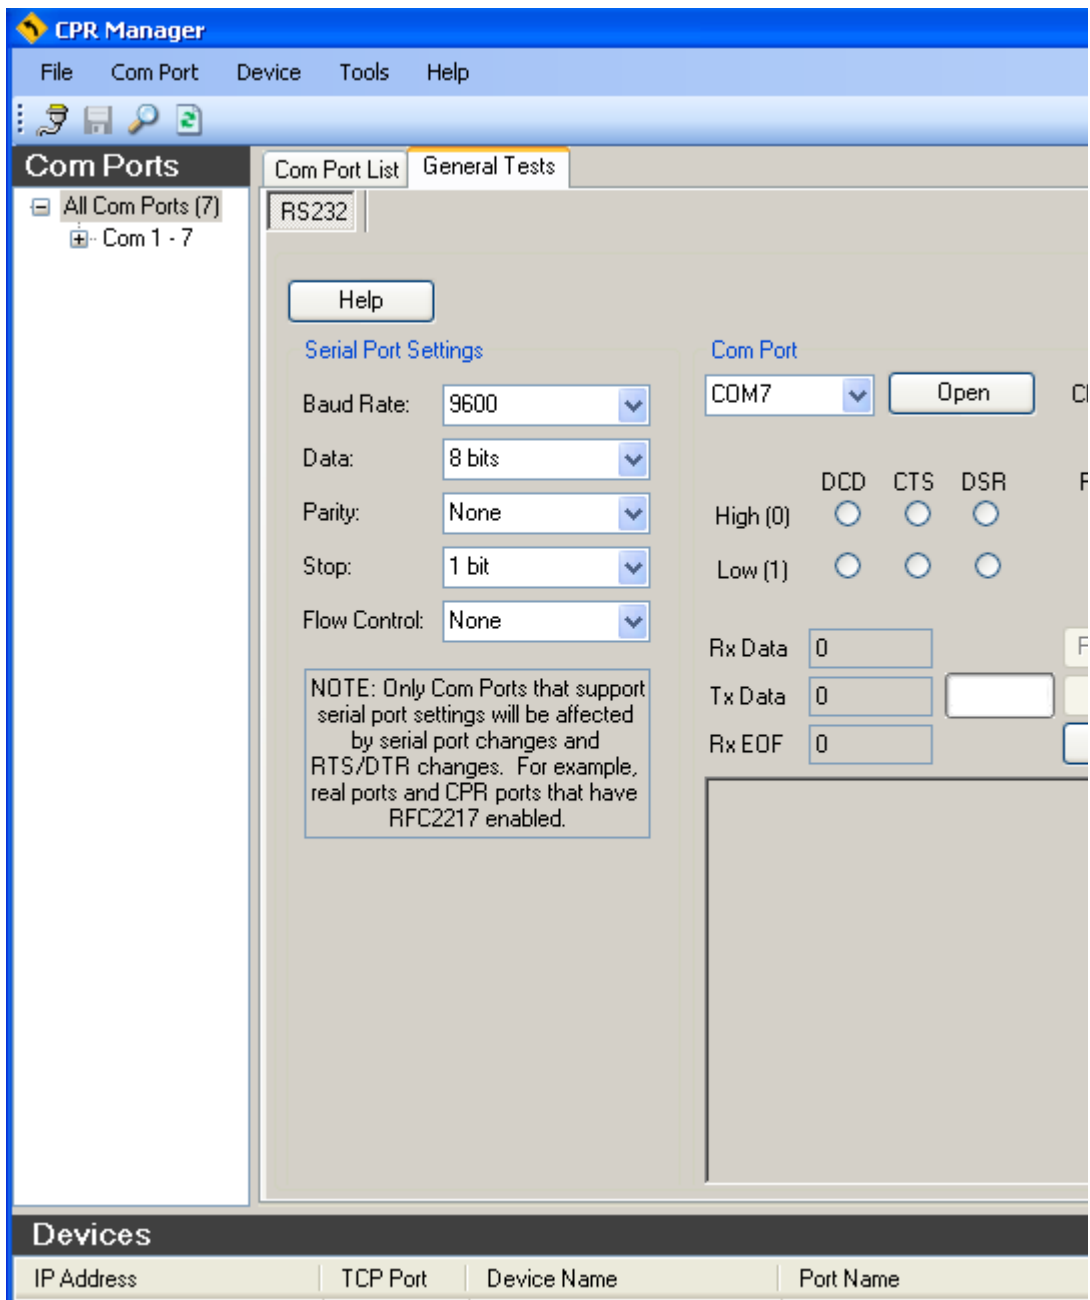 CPR Manager
File Com Port Device Tools Help
Com Ports
All Com Ports (7)
Com 1 - 7
Com Port List General Tests
RS232
Help
Serial Port Settings
Baud Rate: 9600
Data: 8 bits
Parity: None
Stop: 1 bit
Flow Control: None
NOTE: Only Com Ports that support
serial port settings will be affected
by serial port changes and
RTS/DTR changes. For example,
real ports and CPR ports that have
RFC2217 enabled.
Com Port
COM7 Open
DCD CTS DSR
High (0)
Low (1)
Rx Data 0
Tx Data 0
Rx EOF 0
Devices
IP Address TCP Port Device Name Port Name